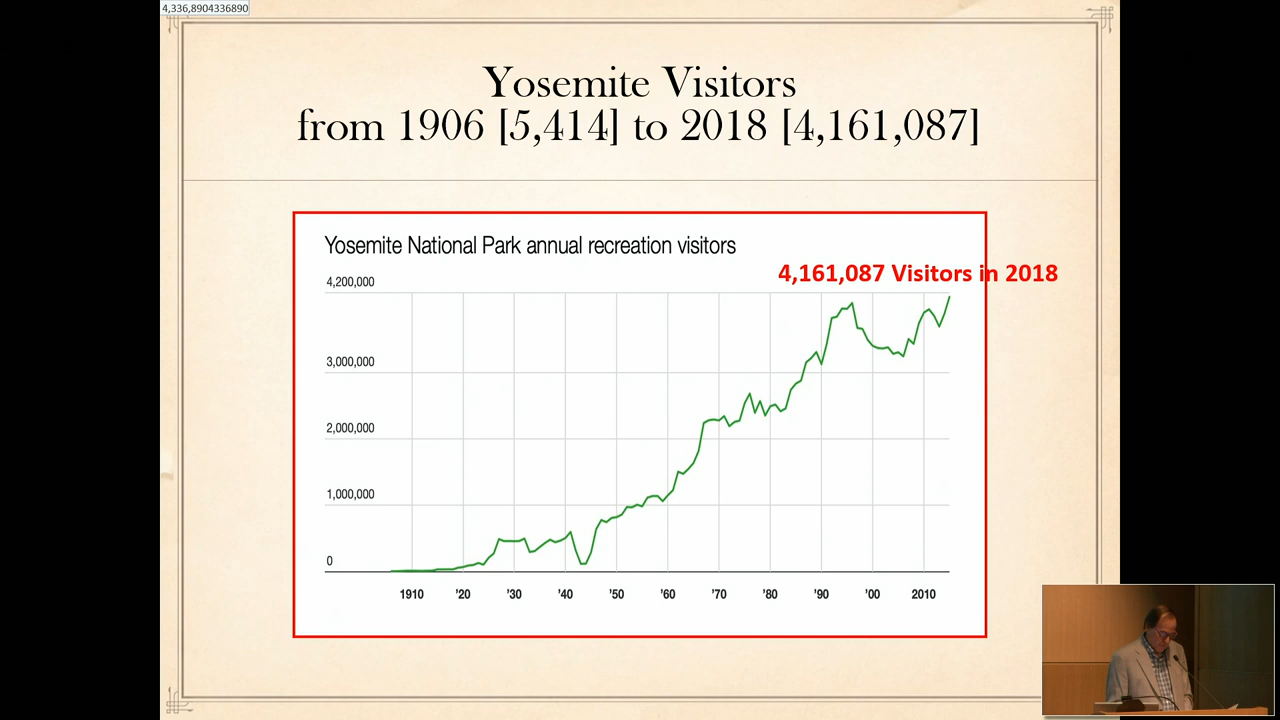 4,336,8904336890
Yosemite Visitors
from 1906 [5,414] to 2018 [4,161,087]
Yosemite National Park annual recreation visitors
4,161,087 Visitors in 2018
4,200,000
3,000,000
2,000,000
1,000,000
0
1910 '20 '30 '40 '50 '60 '70 '80 '90 '00 2010